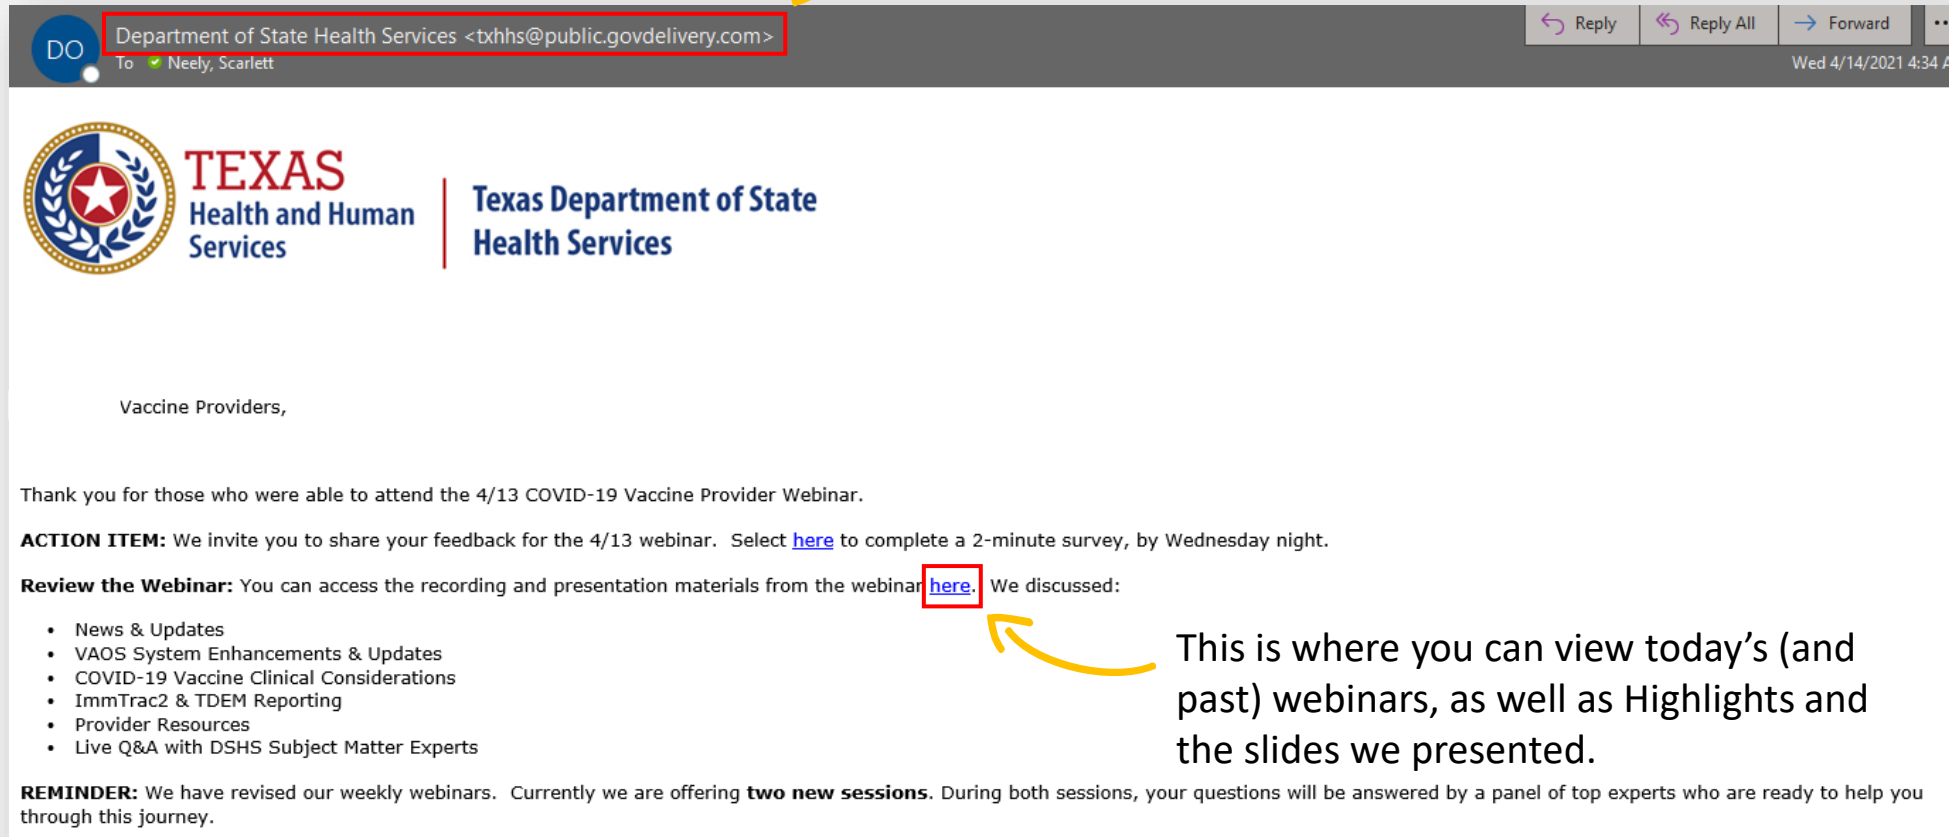 Department of State Health Services <txhhs@public.govdelivery.com>
Reply
Reply All
Forward
DO
To Neely, Scarlett
Wed 4/14/2021 4:34 A
TEXAS
Health and Human
Services
Texas Department of State
Health Services
Vaccine Providers,
Thank you for those who were able to attend the 4/13 COVID-19 Vaccine Provider Webinar.
ACTION ITEM: We invite you to share your feedback for the 4/13 webinar. Select here to complete a 2-minute survey, by Wednesday night.
Review the Webinar: You can access the recording and presentation materials from the webinar here. We discussed:
• News & Updates
• VAOS System Enhancements & Updates
• COVID-19 Vaccine Clinical Considerations
• ImmTrac2 & TDEM Reporting
• Provider Resources
• Live Q&A with DSHS Subject Matter Experts
This is where you can view today’s (and
past) webinars, as well as Highlights and
the slides we presented.
REMINDER: We have revised our weekly webinars. Currently we are offering two new sessions. During both sessions, your questions will be answered by a panel of top experts who are ready to help you
through this journey.